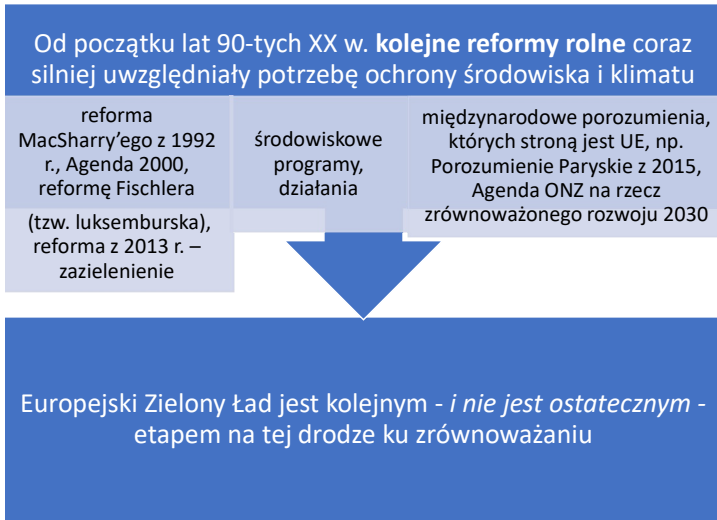 Od początku lat 90-tych XX w. kolejne reformy rolne coraz
silniej uwzględniały potrzebę ochrony środowiska i klimatu
reforma
MacSharry’ego z 1992
r., Agenda 2000,
reformę Fischlera
(tzw. luksemburska),
reforma z 2013 r. –
zazielenienie
środowiskowe
programy,
działania
międzynarodowe porozumienia,
których stroną jest UE, np.
Porozumienie Paryskie z 2015,
Agenda ONZ na rzecz
zrównoważonego rozwoju 2030
Europejski Zielony Ład jest kolejnym - i nie jest ostatecznym -
etapem na tej drodze ku zrównoważaniu